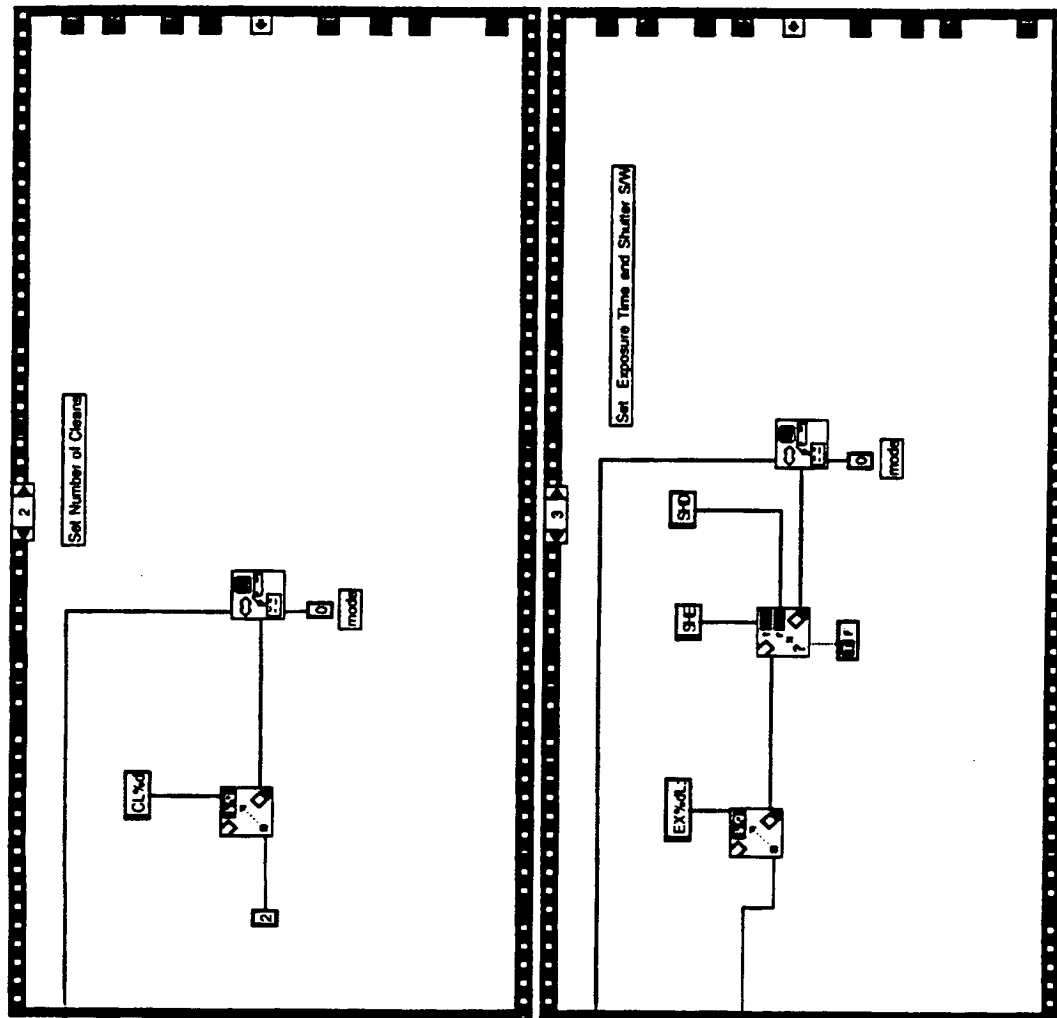 2
Set Number of Cleans
CL%d
2
0
mode
3
Set Exposure Time and Shutter S/W
SHE
SHD
EX%dL;
T F
?
0
mode